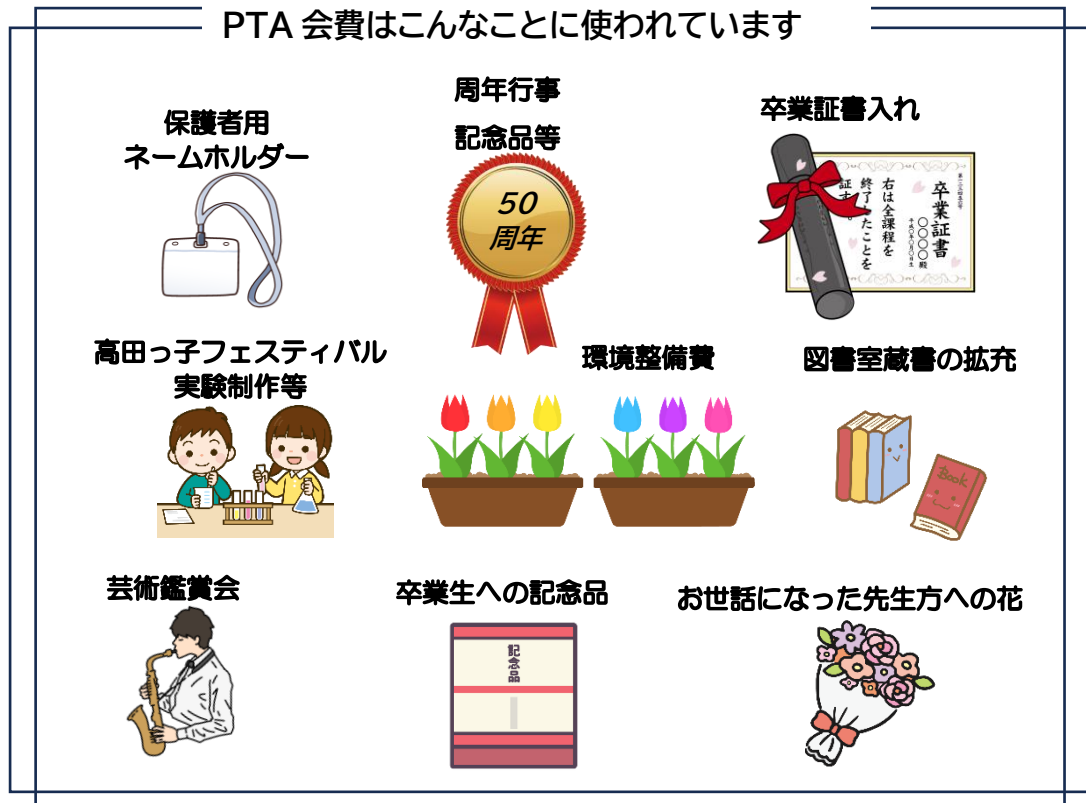 PTA 会費はこんなことに使われています
保護者用
ネームホルダー
周年行事
記念品等
50
周年
卒業証書入れ
卒業証書
〇〇〇〇殿
右は全課程を
終了したことを
証す
高田っ子フェスティバル
実験制作等
環境整備費
図書室蔵書の拡充
Book
芸術鑑賞会
卒業生への記念品
記念品
お世話になった先生方への花